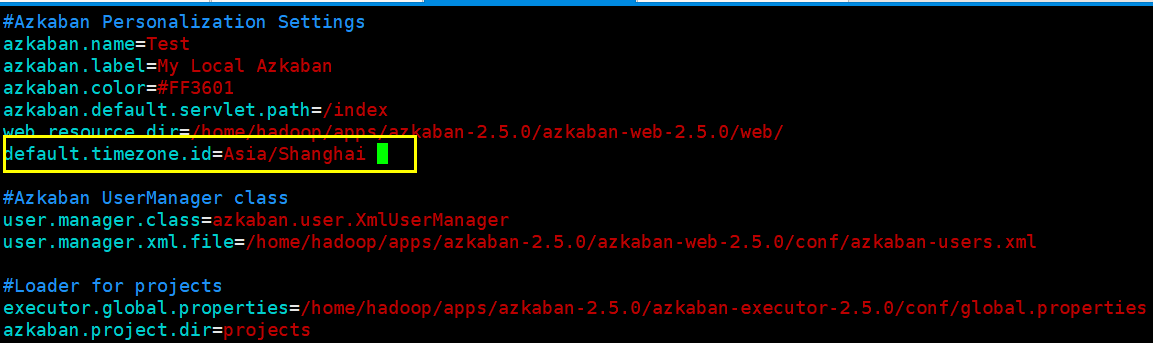 #Azkaban Personalization Settings
azkaban.name=Test
azkaban.label=My Local Azkaban
azkaban.color=#FF3601
azkaban.default.servlet.path=/index
web.resource.dir=/home/hadoop/apps/azkaban-2.5.0/azkaban-web-2.5.0/web/
default.timezone.id=Asia/Shanghai
#Azkaban UserManager class
user.manager.class=azkaban.user.XmlUserManager
user.manager.xml.file=/home/hadoop/apps/azkaban-2.5.0/azkaban-web-2.5.0/conf/azkaban-users.xml
#Loader for projects
executor.global.properties=/home/hadoop/apps/azkaban-2.5.0/azkaban-executor-2.5.0/conf/global.properties
azkaban.project.dir=projects